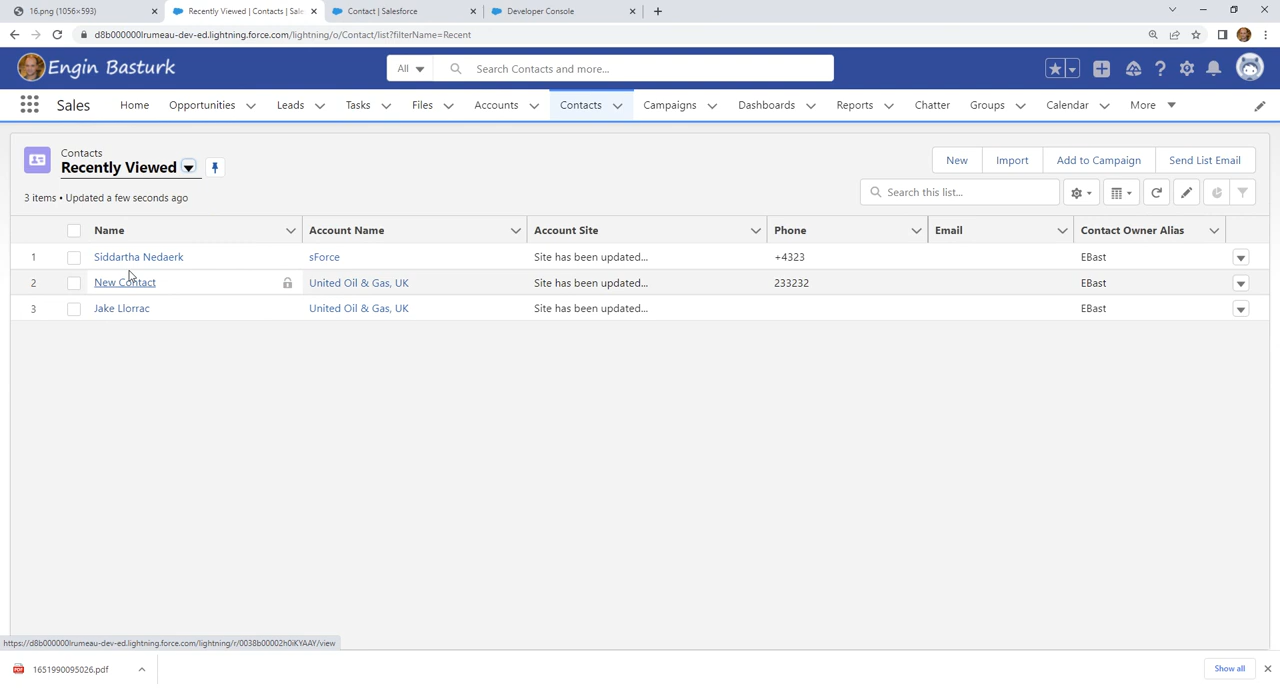 16.png (1056×593)
Recently Viewed | Contacts | Sale
Contact | Salesforce
Developer Console
d8b000000lrumeau-dev-ed.lightning.force.com/lightning/o/Contact/list?filterName=Recent
Engin Basturk
All
Search Contacts and more...
Sales
Home
Opportunities
Leads
Tasks
Files
Accounts
Contacts
Campaigns
Dashboards
Reports
Chatter
Groups
Calendar
More
Contacts
Recently Viewed
New
Import
Add to Campaign
Send List Email
3 items • Updated a few seconds ago
Search this list...
Name
Account Name
Account Site
Phone
Email
Contact Owner Alias
1 Siddartha Nedaerk sForce Site has been updated... +4323 EBast
2 New Contact United Oil & Gas, UK Site has been updated... 233232 EBast
3 Jake Llorrac United Oil & Gas, UK Site has been updated... EBast
https://d8b000000lrumeau-dev-ed.lightning.force.com/lightning/r/0038b00002h0iKYAAY/view
1651990095026.pdf
Show all